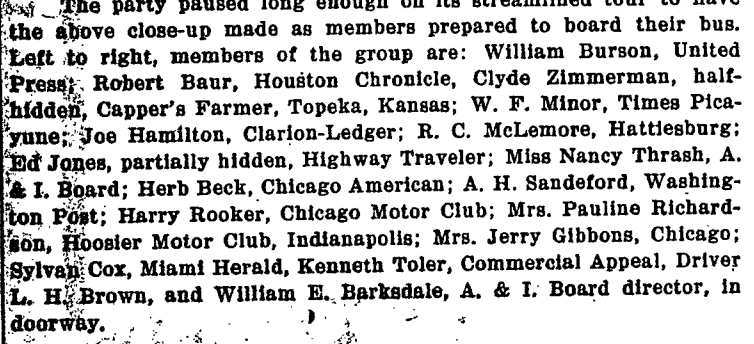 The party paused long enough on its streamlined tour to have
the above close-up made as members prepared to board their bus.
Left to right, members of the group are: William Burson, United
Press; Robert Baur, Houston Chronicle, Clyde Zimmerman, half-
hidden, Capper's Farmer, Topeka, Kansas; W. F. Minor, Times Pica-
yune; Joe Hamilton, Clarion-Ledger; R. C. McLemore, Hattiesburg;
Ed Jones, partially hidden, Highway Traveler; Miss Nancy Thrash, A.
& I. Board; Herb Beck, Chicago American; A. H. Sandeford, Washing-
ton Post; Harry Rooker, Chicago Motor Club; Mrs. Pauline Richard-
son, Hoosier Motor Club, Indianapolis; Mrs. Jerry Gibbons, Chicago;
Sylvan Cox, Miami Herald, Kenneth Toler, Commercial Appeal, Driver
L. H. Brown, and William E. Barksdale, A. & I. Board director, in
doorway.